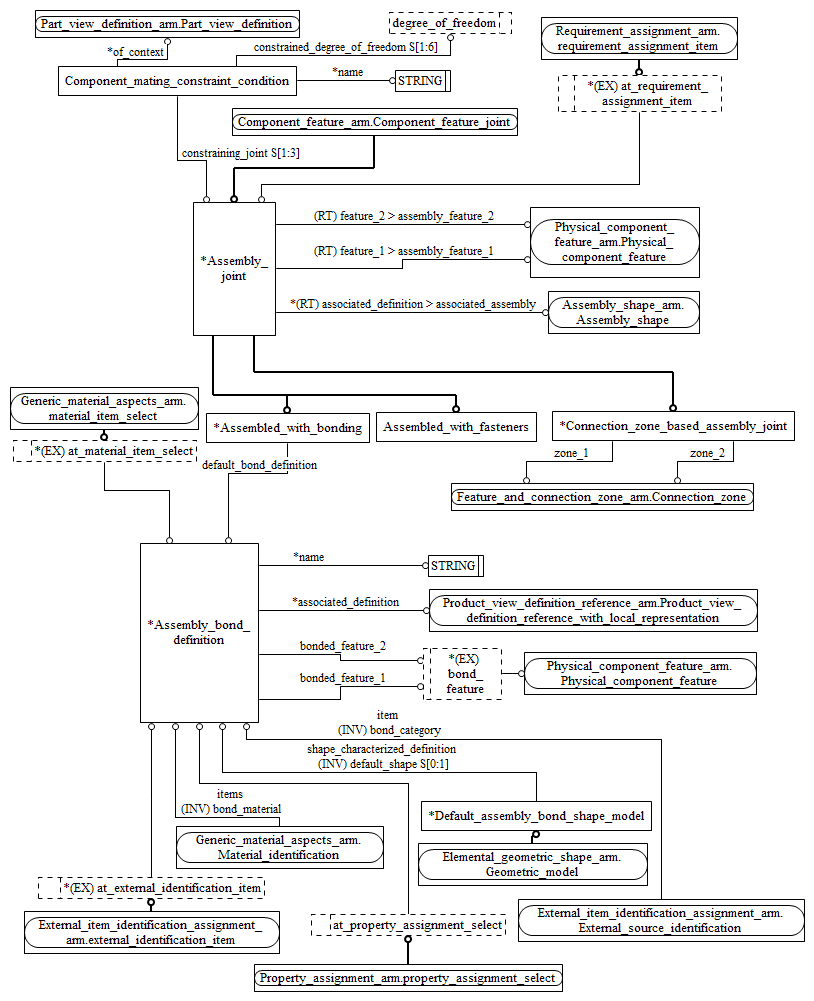 Part_view_definition_arm.Part_view_definition
degree_of_freedom
Requirement_assignment_arm.
requirement_assignment_item
*of_context
constrained_degree_of_freedom S[1:6]
Component_mating_constraint_condition
*name
STRING
*(EX) at_requirement_
assignment_item
Component_feature_arm.Component_feature_joint
constraining_joint S[1:3]
*Assembly_
joint
(RT) feature_2 > assembly_feature_2
(RT) feature_1 > assembly_feature_1
Physical_component_
feature_arm.Physical_
component_feature
*(RT) associated_definition > associated_assembly
Assembly_shape_arm.
Assembly_shape
Generic_material_aspects_arm.
material_item_select
*(EX) at_material_item_select
*Assembled_with_bonding
Assembled_with_fasteners
*Connection_zone_based_assembly_joint
default_bond_definition
zone_1
zone_2
Feature_and_connection_zone_arm.Connection_zone
*Assembly_bond_
definition
*name
STRING
*associated_definition
Product_view_definition_reference_arm.Product_view_
definition_reference_with_local_representation
bonded_feature_2
bonded_feature_1
*(EX)
bond_
feature
Physical_component_feature_arm.
Physical_component_feature
item
(INV) bond_category
shape_characterized_definition
(INV) default_shape S[0:1]
items
(INV) bond_material
*Default_assembly_bond_shape_model
Generic_material_aspects_arm.
Material_identification
Elemental_geometric_shape_arm.
Geometric_model
*(EX) at_external_identification_item
External_item_identification_assignment_
arm.external_identification_item
at_property_assignment_select
External_item_identification_assignment_arm.
External_source_identification
Property_assignment_arm.property_assignment_select